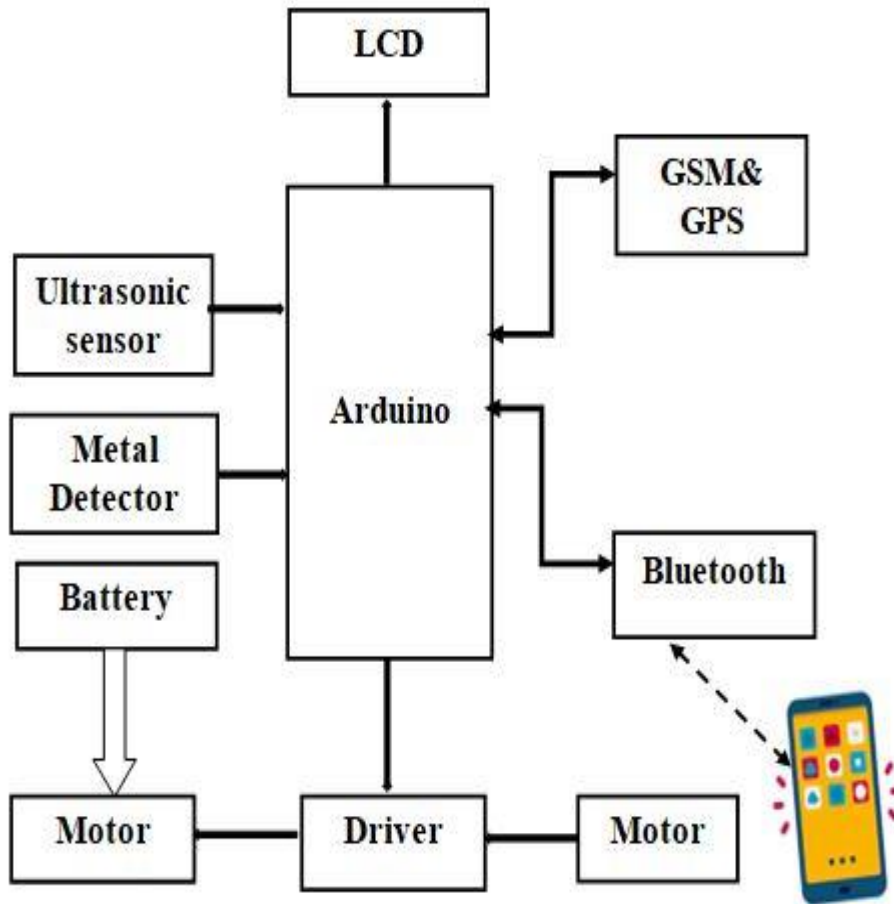 LCD
GSM&
GPS
Ultrasonic
sensor
Arduino
Metal
Detector
Battery
Bluetooth
Motor
Driver
Motor